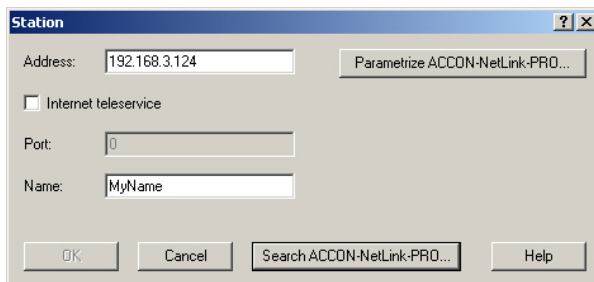 Station
Address: 192.168.3.124 Parametrize ACCON-NetLink-PRO...
Internet teleservice
Port: 0
Name: MyName
OK Cancel Search ACCON-NetLink-PRO... Help